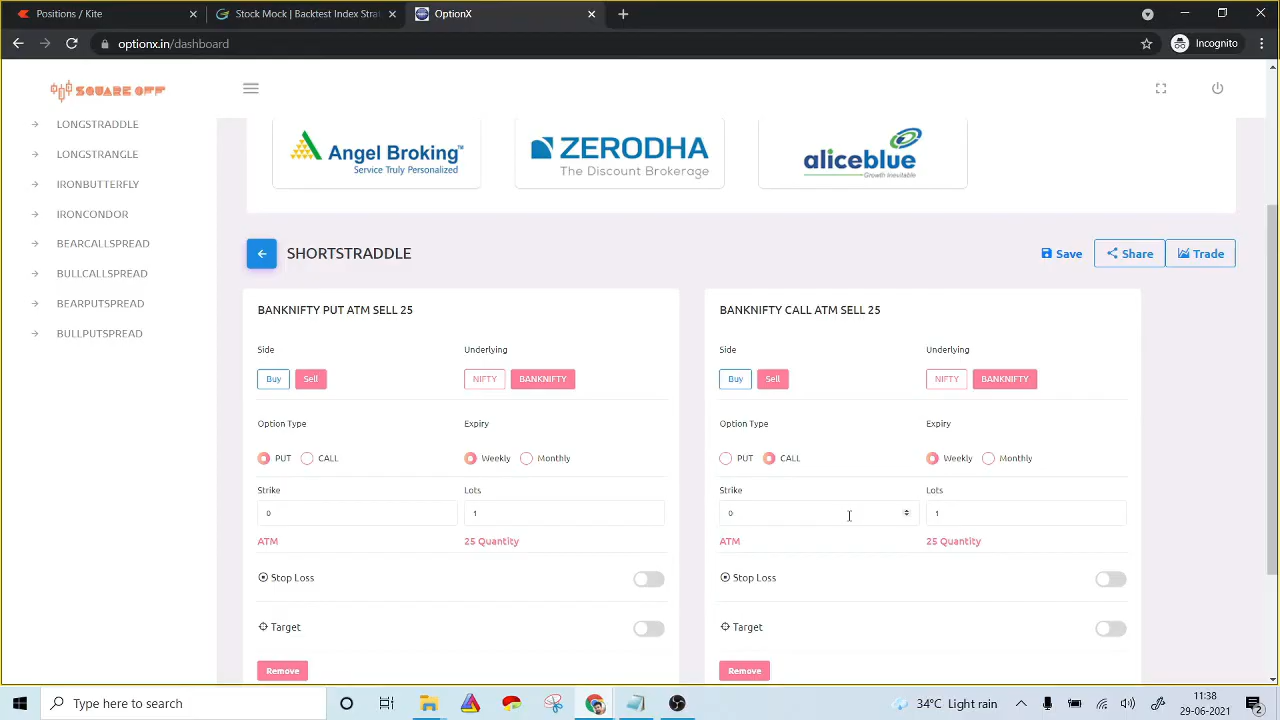 Positions / Kite
Stock Mock | Backtest Index Strat
OptionX
optionx.in/dashboard
Incognito
SQUARE OFF
LONGSTRADDLE
LONGSTRANGLE
IRONBUTTERFLY
IRONCONDOR
BEARCALLSPREAD
BULLCALLSPREAD
BEARPUTSPREAD
BULLPUTSPREAD
Angel Broking™
Service Truly Personalized
ZERODHA
The Discount Brokerage
aliceblue
Growth Inevitable
SHORTSTRADDLE
Save
Share
Trade
BANKNIFTY PUT ATM SELL 25
Side
Underlying
Buy
Sell
NIFTY
BANKNIFTY
Option Type
Expiry
PUT
CALL
Weekly
Monthly
Strike
Lots
0
1
ATM
25 Quantity
Stop Loss
Target
Remove
BANKNIFTY CALL ATM SELL 25
Side
Underlying
Buy
Sell
NIFTY
BANKNIFTY
Option Type
Expiry
PUT
CALL
Weekly
Monthly
Strike
Lots
0
1
ATM
25 Quantity
Stop Loss
Target
Remove
Type here to search
34°C Light rain
11:38
29-06-2021
2